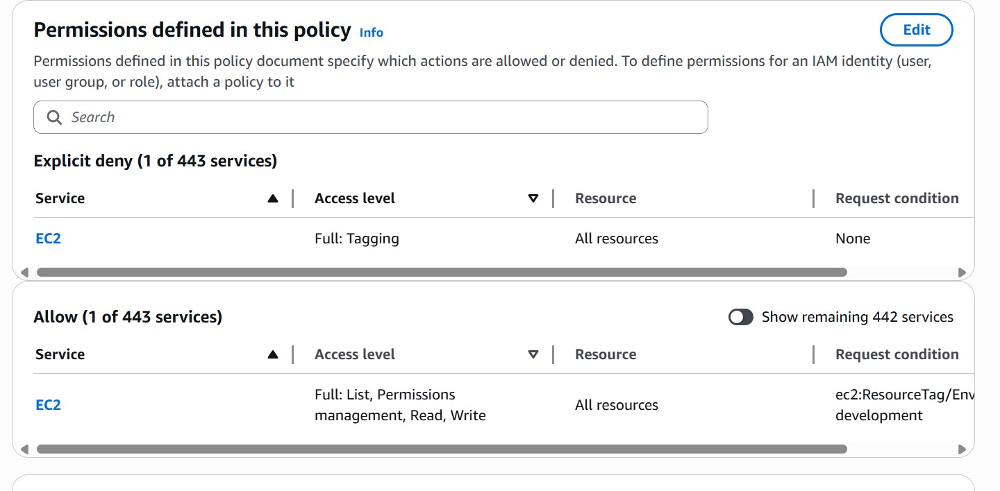 Permissions defined in this policy Info
Edit
Permissions defined in this policy document specify which actions are allowed or denied. To define permissions for an IAM identity (user,
user group, or role), attach a policy to it
Search
Explicit deny (1 of 443 services)
Service Access level Resource Request condition
EC2 Full: Tagging All resources None
Allow (1 of 443 services)
Show remaining 442 services
Service Access level Resource Request condition
EC2 Full: List, Permissions management, Read, Write All resources ec2:ResourceTag/Env development